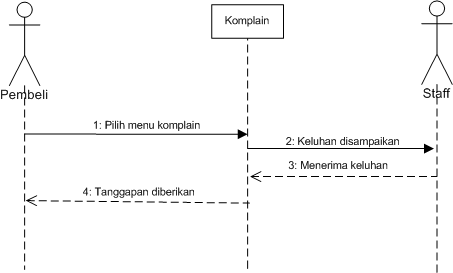 Komplain
Pembeli
Staff
1: Pilih menu komplain
2: Keluhan disampaikan
3: Menerima keluhan
4: Tanggapan diberikan